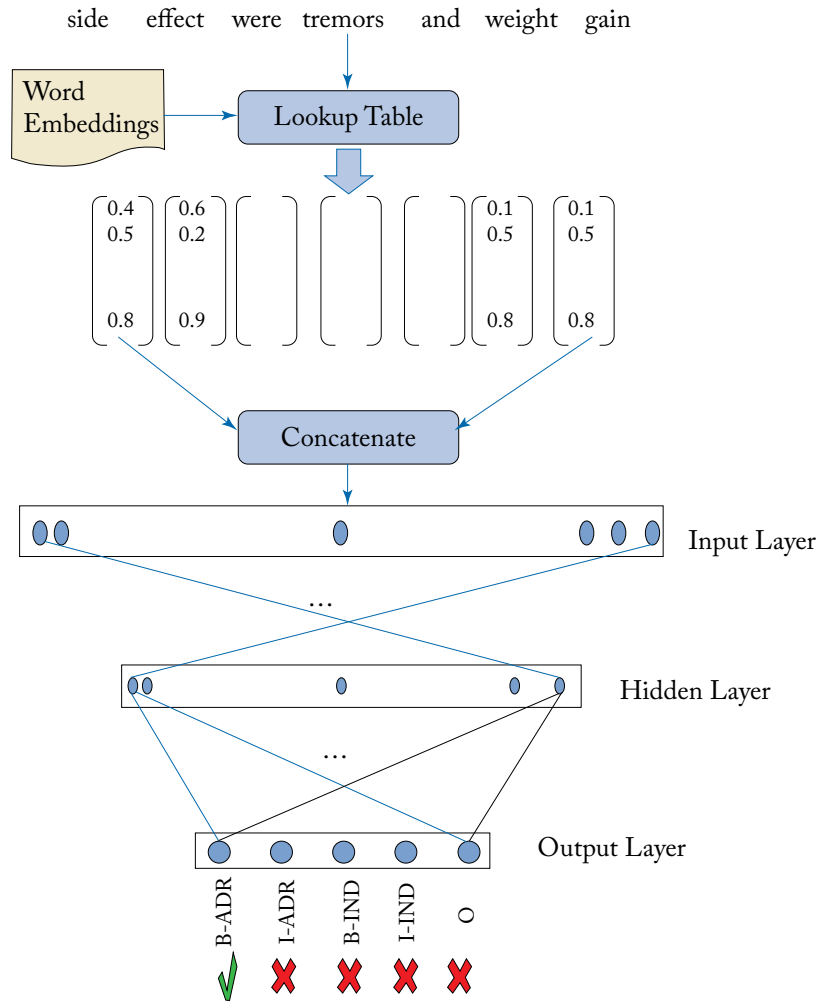 side effect were tremors and weight gain
Word
Embeddings
Lookup Table
0.4 0.6 0.1 0.1
0.5 0.2 0.5 0.5
0.8 0.9 0.8 0.8
Concatenate
Input Layer
...
Hidden Layer
...
Output Layer
B-ADR
I-ADR
B-IND
I-IND
O